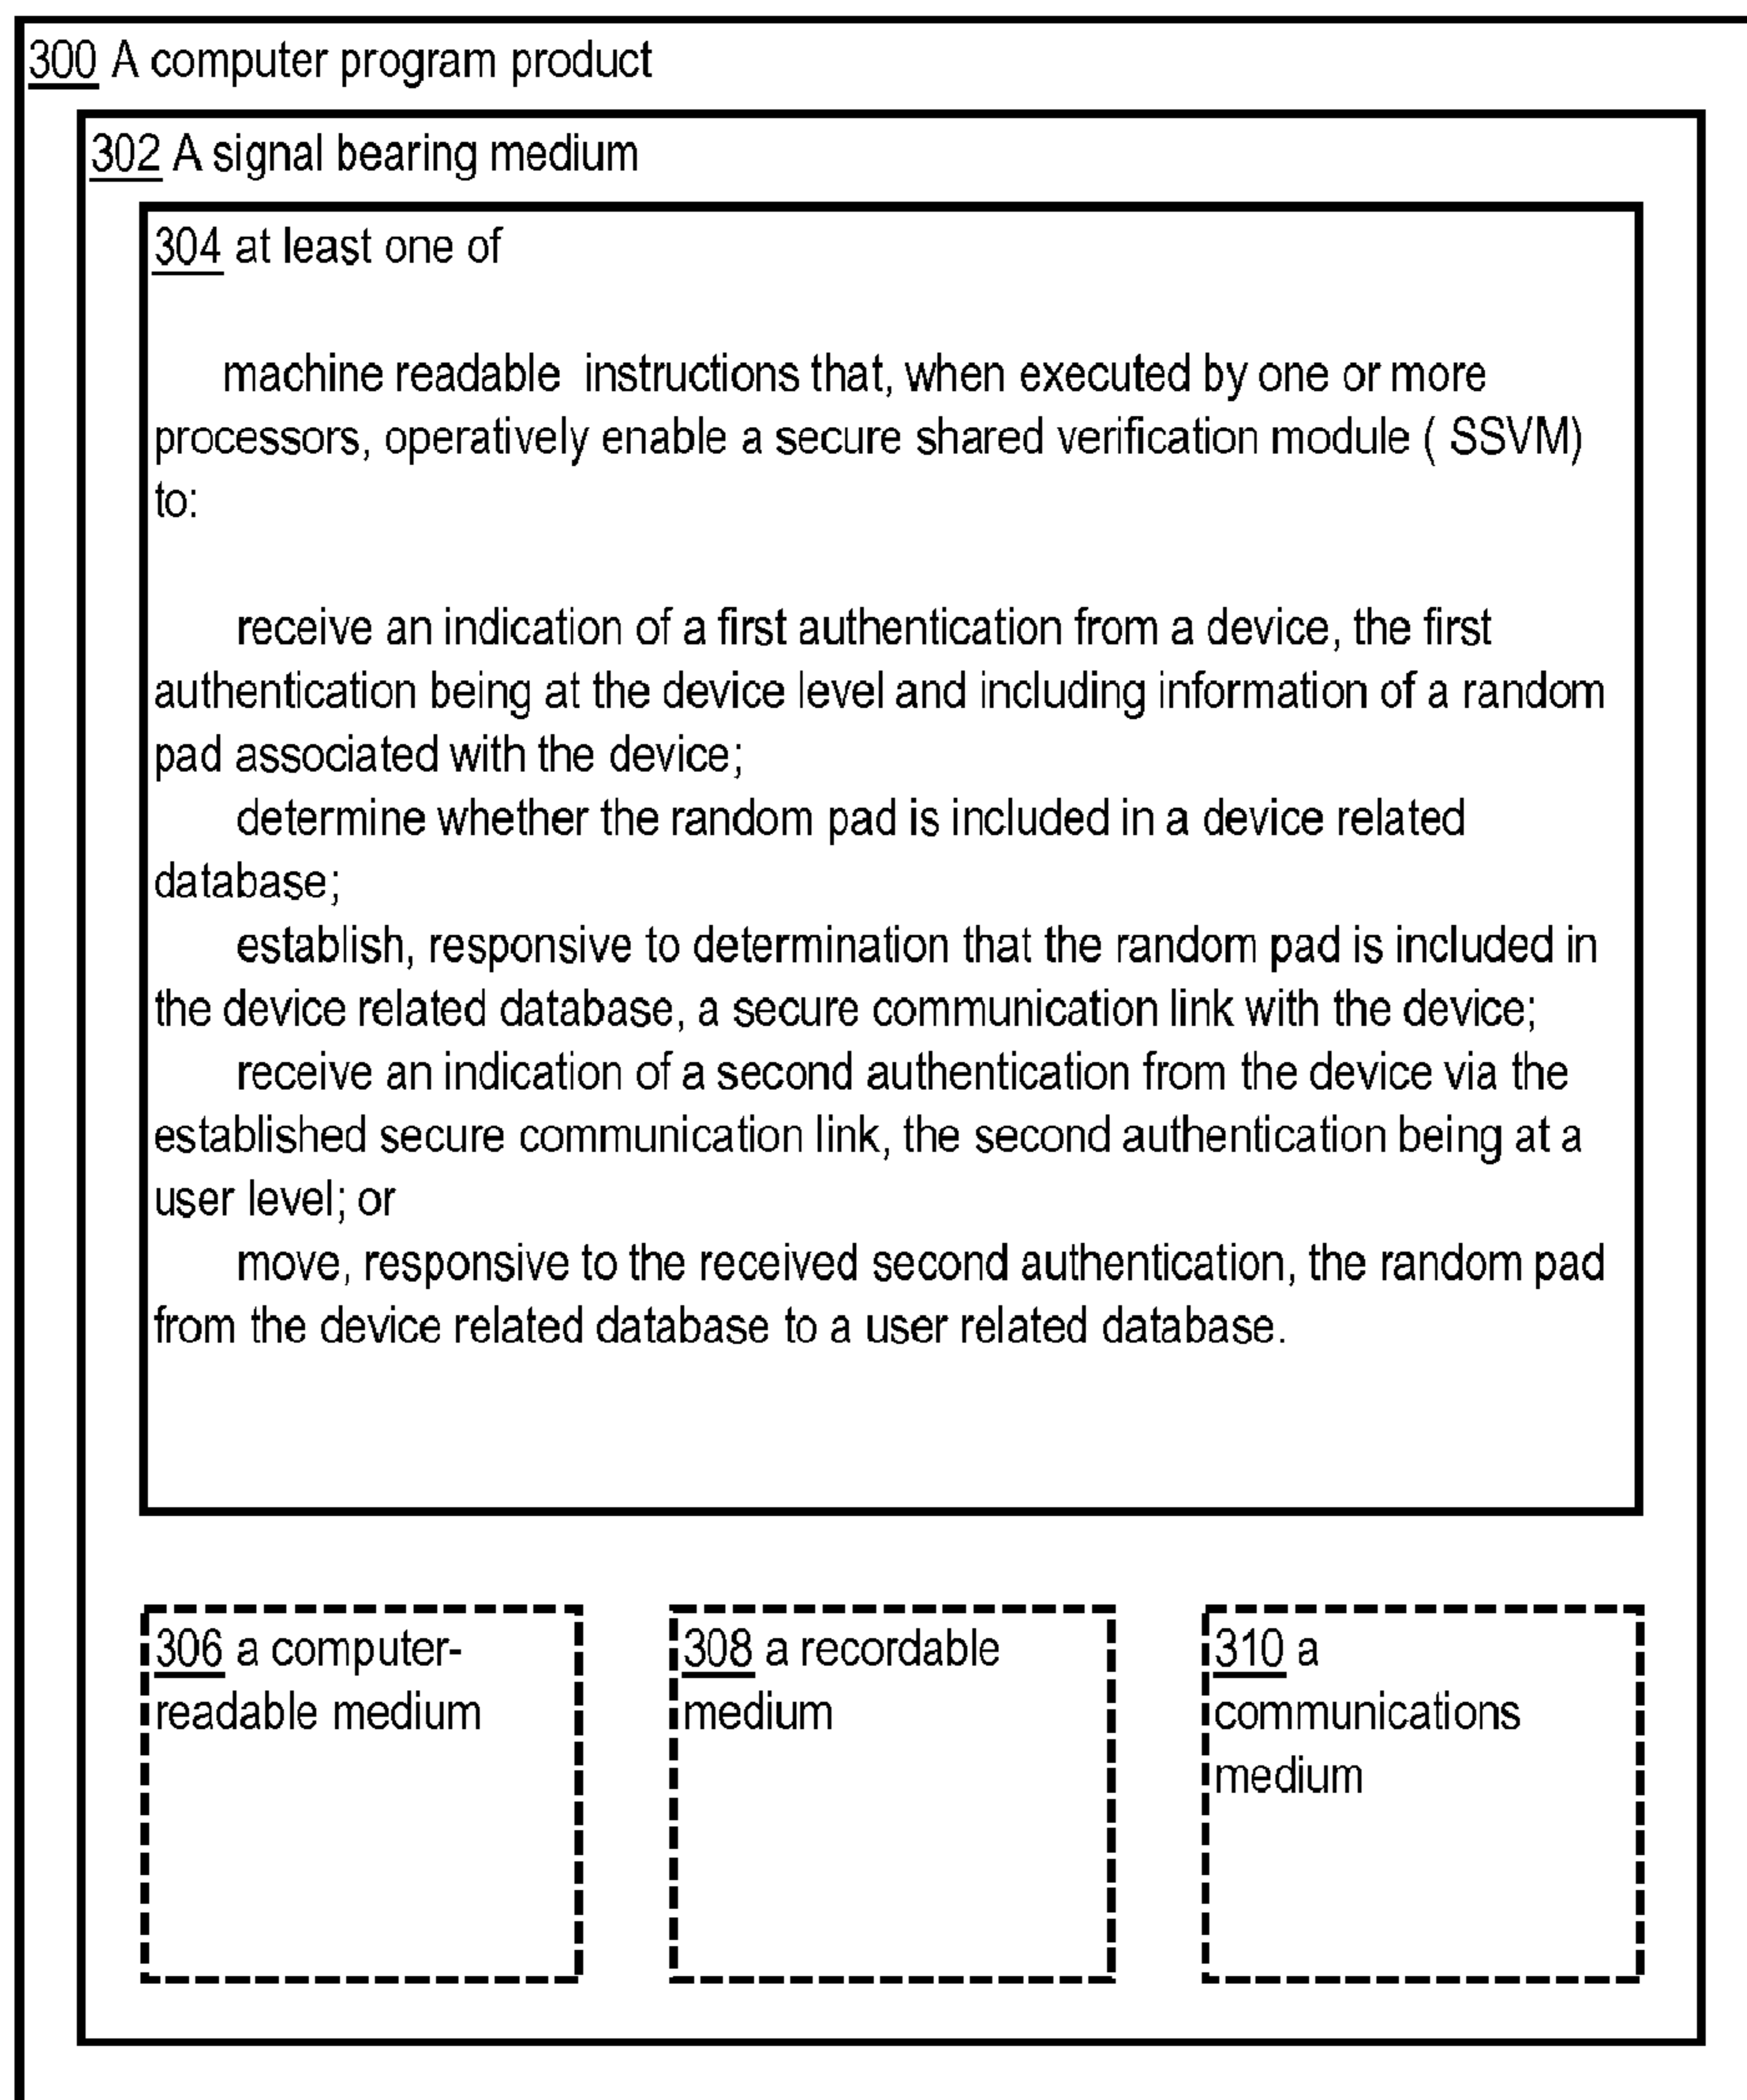 300 A computer program product
302 A signal bearing medium
304 at least one of
machine readable instructions that, when executed by one or more
processors, operatively enable a secure shared verification module ( SSVM)
to:
receive an indication of a first authentication from a device, the first
authentication being at the device level and including information of a random
pad associated with the device;
determine whether the random pad is included in a device related
database;
establish, responsive to determination that the random pad is included in
the device related database, a secure communication link with the device;
receive an indication of a second authentication from the device via the
established secure communication link, the second authentication being at a
user level; or
move, responsive to the received second authentication, the random pad
from the device related database to a user related database.
306 a computer-
readable medium
308 a recordable
medium
310 a
communications
medium